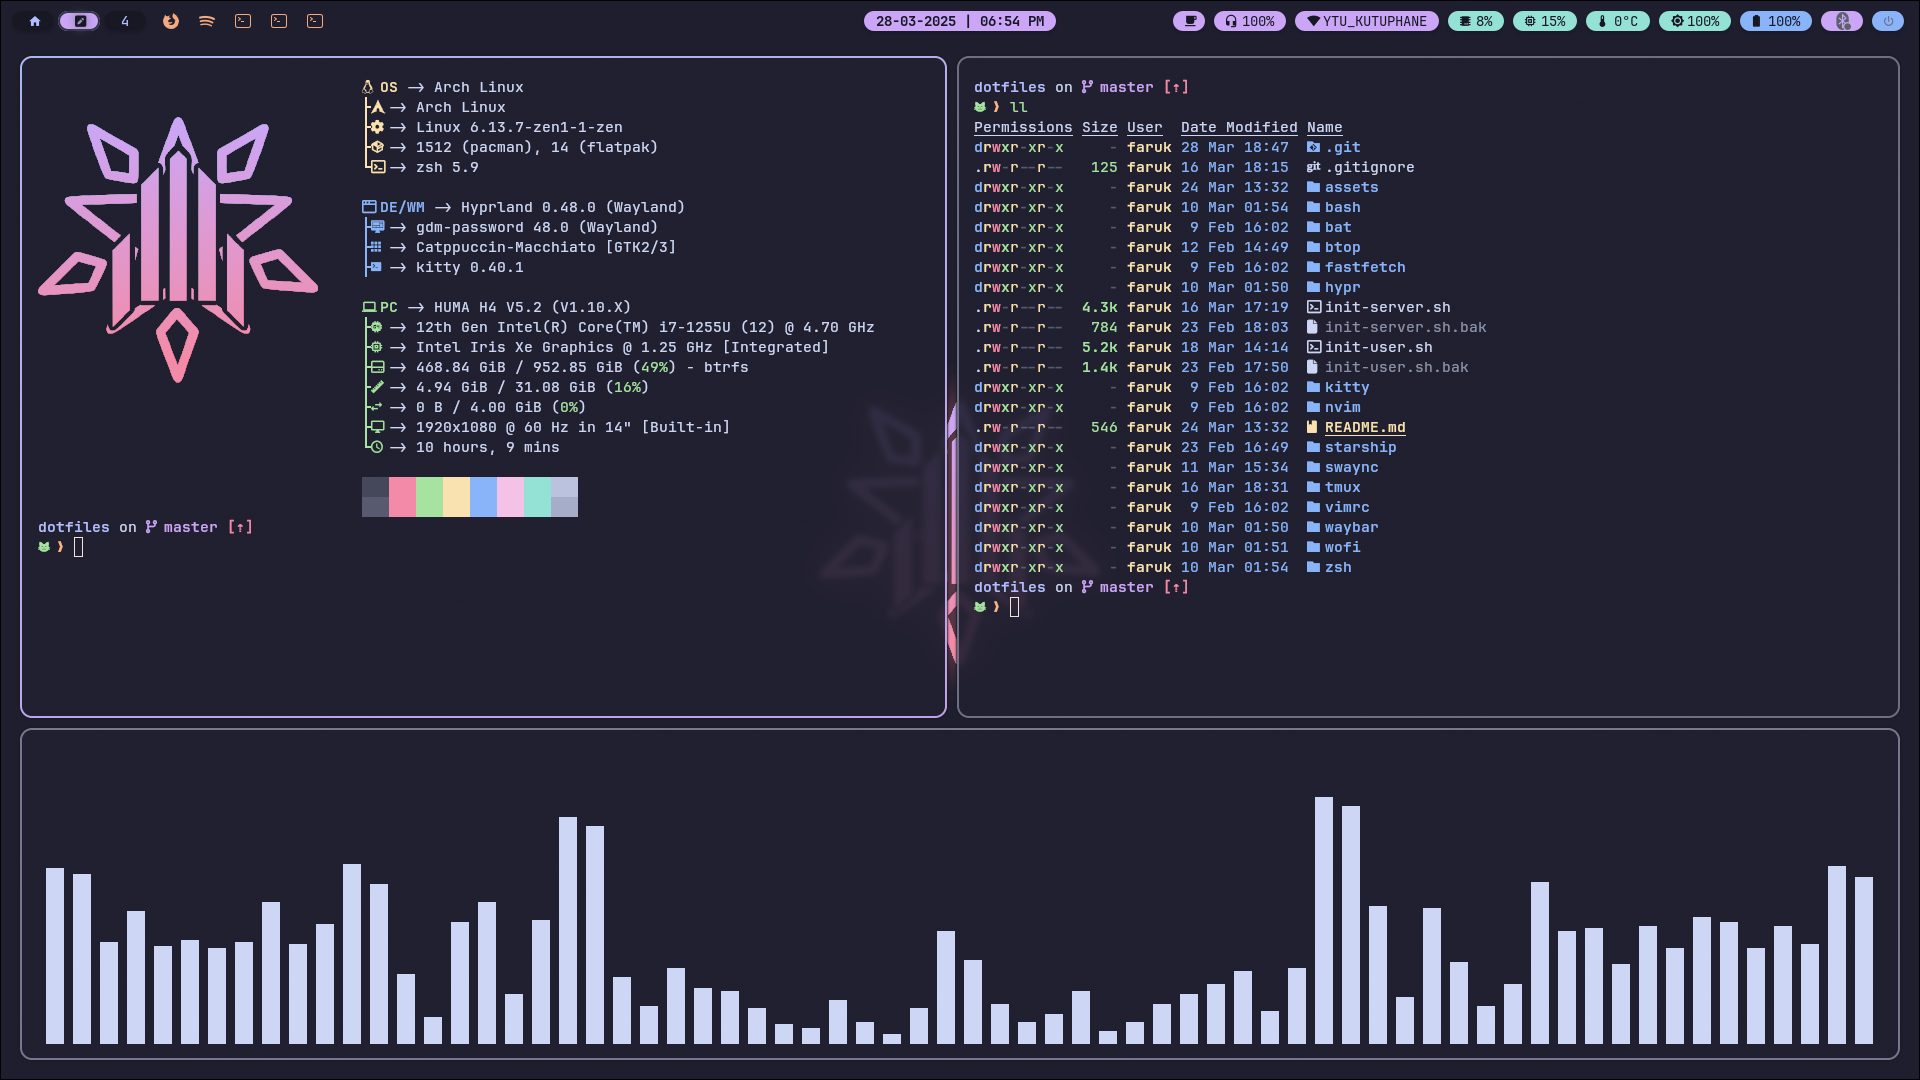 4
28-03-2025 | 06:54 PM
100%
YTU_KUTUPHANE
8%
15%
0°C
100%
100%
OS -> Arch Linux
-> Arch Linux
-> Linux 6.13.7-zen1-1-zen
-> 1512 (pacman), 14 (flatpak)
-> zsh 5.9
DE/WM -> Hyprland 0.48.0 (Wayland)
-> gdm-password 48.0 (Wayland)
-> Catppuccin-Macchiato [GTK2/3]
-> kitty 0.40.1
PC -> HUMA H4 V5.2 (V1.10.X)
-> 12th Gen Intel(R) Core(TM) i7-1255U (12) @ 4.70 GHz
-> Intel Iris Xe Graphics @ 1.25 GHz [Integrated]
-> 468.84 GiB / 952.85 GiB (49%) - btrfs
-> 4.94 GiB / 31.08 GiB (16%)
-> 0 B / 4.00 GiB (0%)
-> 1920x1080 @ 60 Hz in 14" [Built-in]
-> 10 hours, 9 mins
dotfiles on master [↑]
❱
dotfiles on master [↑]
❱ ll
Permissions Size User Date Modified Name
drwxr-xr-x - faruk 28 Mar 18:47 .git
.rw-r--r-- 125 faruk 16 Mar 18:15 git .gitignore
drwxr-xr-x - faruk 24 Mar 13:32 assets
drwxr-xr-x - faruk 10 Mar 01:54 bash
drwxr-xr-x - faruk 9 Feb 16:02 bat
drwxr-xr-x - faruk 12 Feb 14:49 btop
drwxr-xr-x - faruk 9 Feb 16:02 fastfetch
drwxr-xr-x - faruk 10 Mar 01:50 hypr
.rw-r--r-- 4.3k faruk 16 Mar 17:19 init-server.sh
.rw-r--r-- 784 faruk 23 Feb 18:03 init-server.sh.bak
.rw-r--r-- 5.2k faruk 18 Mar 14:14 init-user.sh
.rw-r--r-- 1.4k faruk 23 Feb 17:50 init-user.sh.bak
drwxr-xr-x - faruk 9 Feb 16:02 kitty
drwxr-xr-x - faruk 9 Feb 16:02 nvim
.rw-r--r-- 546 faruk 24 Mar 13:32 README.md
drwxr-xr-x - faruk 23 Feb 16:49 starship
drwxr-xr-x - faruk 11 Mar 15:34 swaync
drwxr-xr-x - faruk 16 Mar 18:31 tmux
drwxr-xr-x - faruk 9 Feb 16:02 vimrc
drwxr-xr-x - faruk 10 Mar 01:50 waybar
drwxr-xr-x - faruk 10 Mar 01:51 wofi
drwxr-xr-x - faruk 10 Mar 01:54 zsh
dotfiles on master [↑]
❱